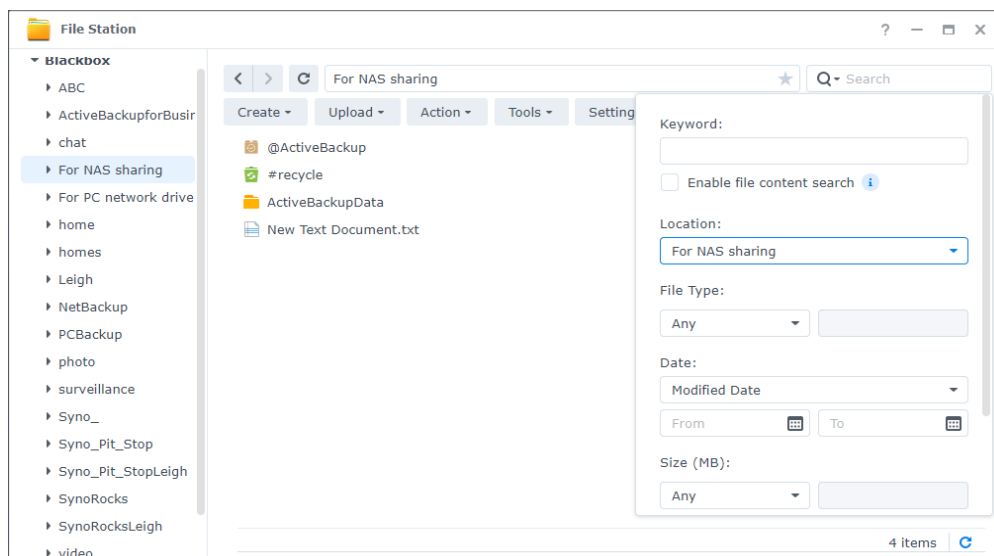 File Station
?
Blackbox
ABC
ActiveBackupforBusir
chat
For NAS sharing
For PC network drive
home
homes
Leigh
NetBackup
PCBackup
photo
surveillance
Syno_
Syno_Pit_Stop
Syno_Pit_StopLeigh
SynoRocks
SynoRocksLeigh
video
For NAS sharing
Search
Create
Upload
Action
Tools
Setting
@ActiveBackup
#recycle
ActiveBackupData
New Text Document.txt
Keyword:
Enable file content search i
Location:
For NAS sharing
File Type:
Any
Date:
Modified Date
From
To
Size (MB):
Any
4 items